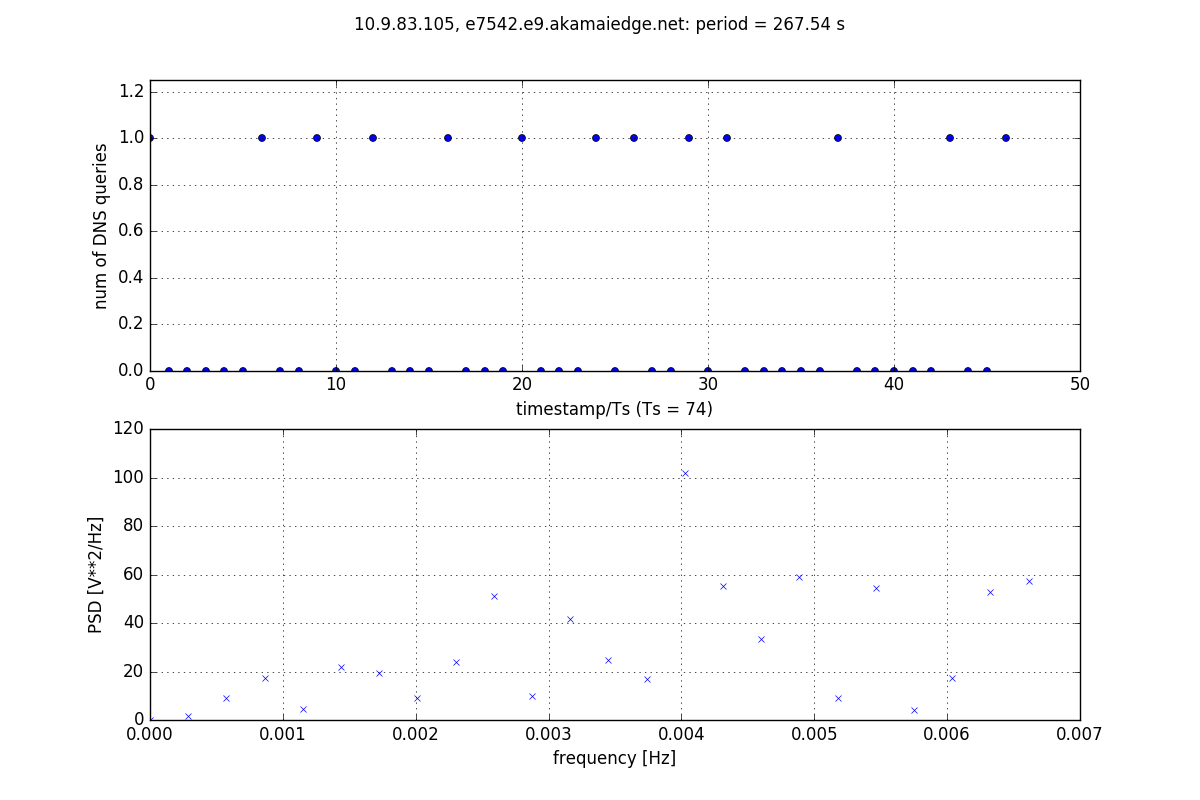 10.9.83.105, e7542.e9.akamaiedge.net: period = 267.54 s
1.2
1.0
0.8
0.6
0.4
0.2
0.0
num of DNS queries
0 10 20 30 40 50
timestamp/Ts (Ts = 74)
120
100
80
60
40
20
0
PSD [V**2/Hz]
0.000 0.001 0.002 0.003 0.004 0.005 0.006 0.007
frequency [Hz]